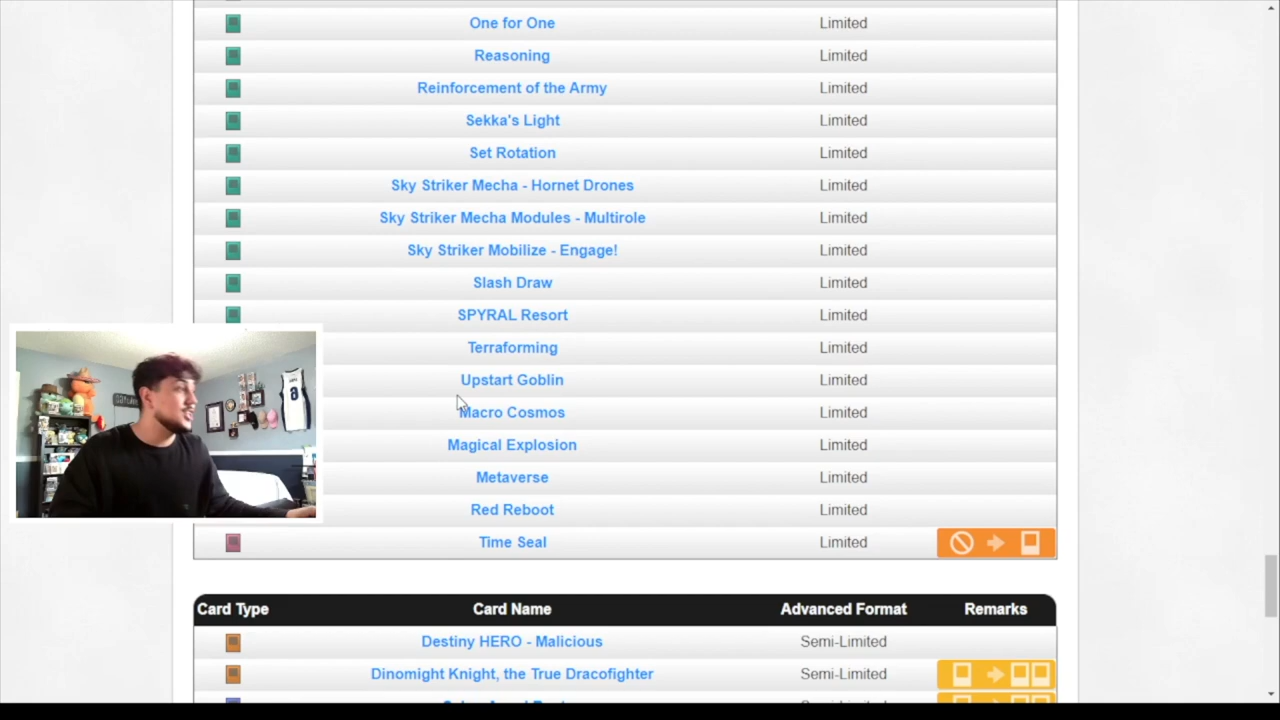 One for One Limited
Reasoning Limited
Reinforcement of the Army Limited
Sekka's Light Limited
Set Rotation Limited
Sky Striker Mecha - Hornet Drones Limited
Sky Striker Mecha Modules - Multirole Limited
Sky Striker Mobilize - Engage! Limited
Slash Draw Limited
SPYRAL Resort Limited
Terraforming Limited
Upstart Goblin Limited
Macro Cosmos Limited
Magical Explosion Limited
Metaverse Limited
Red Reboot Limited
Time Seal Limited
Card Type Card Name Advanced Format Remarks
Destiny HERO - Malicious Semi-Limited
Dinomight Knight, the True Dracofighter Semi-Limited